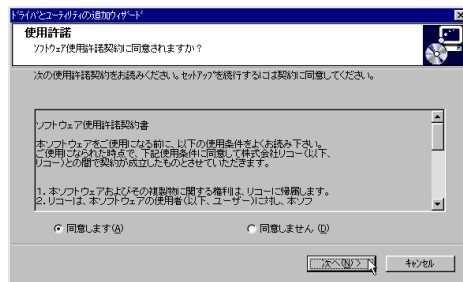 ドライバとユーティリティの追加ウィザード
使用許諾
ソフトウェア使用許諾契約に同意されますか？
次の使用許諾契約をお読みください。セットアップを続行するには契約に同意してください。
ソフトウェア使用許諾契約書
本ソフトウェアをご使用になる前に、以下の使用条件をよくお読み下さい。
ご使用になられた時点で、下記使用条件に同意して株式会社リコー（以下、
リコー）との間で契約が成立したものとさせていただきます。
1. 本ソフトウェアおよびその複製物に関する権利は、リコーに帰属します。
2. リコーは、本ソフトウェアの使用者（以下、ユーザー）に対し、本ソフ
同意します(A)
同意しません(D)
次へ(N) >
キャンセル